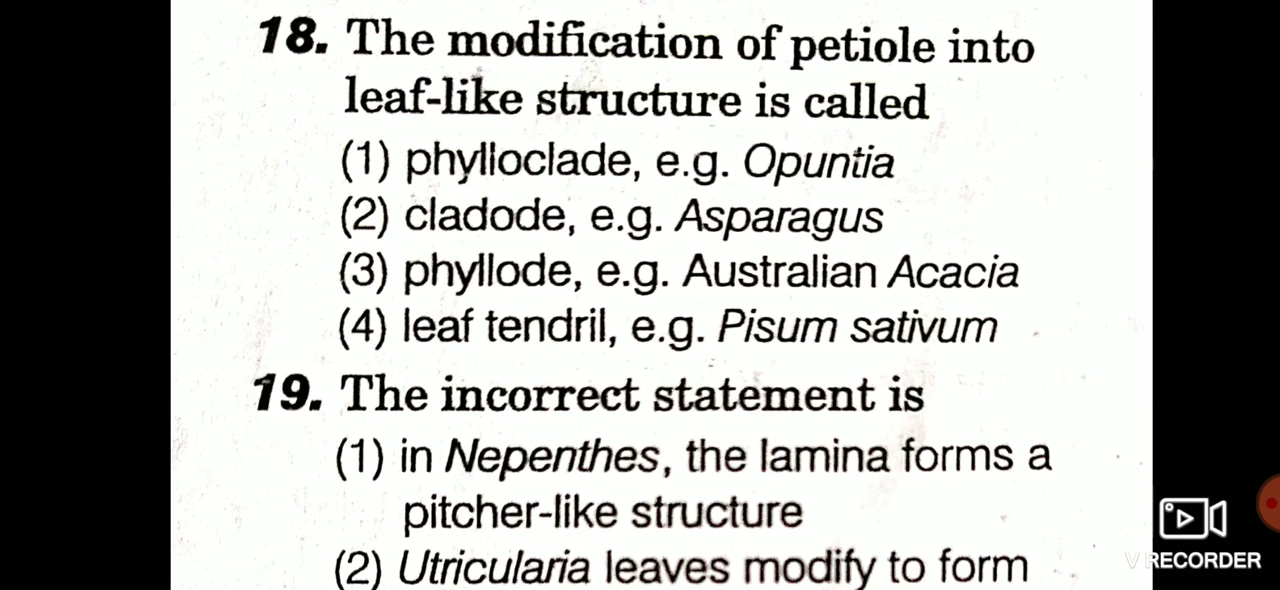 18. The modification of petiole into
leaf-like structure is called
(1) phylloclade, e.g. Opuntia
(2) cladode, e.g. Asparagus
(3) phyllode, e.g. Australian Acacia
(4) leaf tendril, e.g. Pisum sativum
19. The incorrect statement is
(1) in Nepenthes, the lamina forms a
pitcher-like structure
(2) Utricularia leaves modify to form
V RECORDER